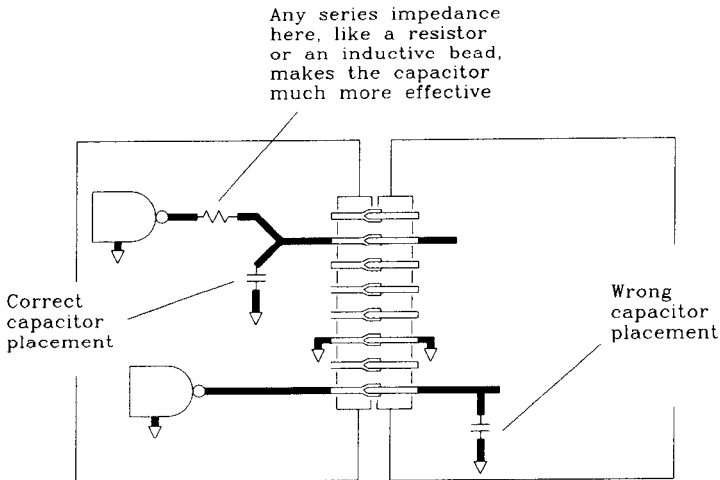 Any series impedance
here, like a resistor
or an inductive bead,
makes the capacitor
much more effective
Correct
capacitor
placement
Wrong
capacitor
placement